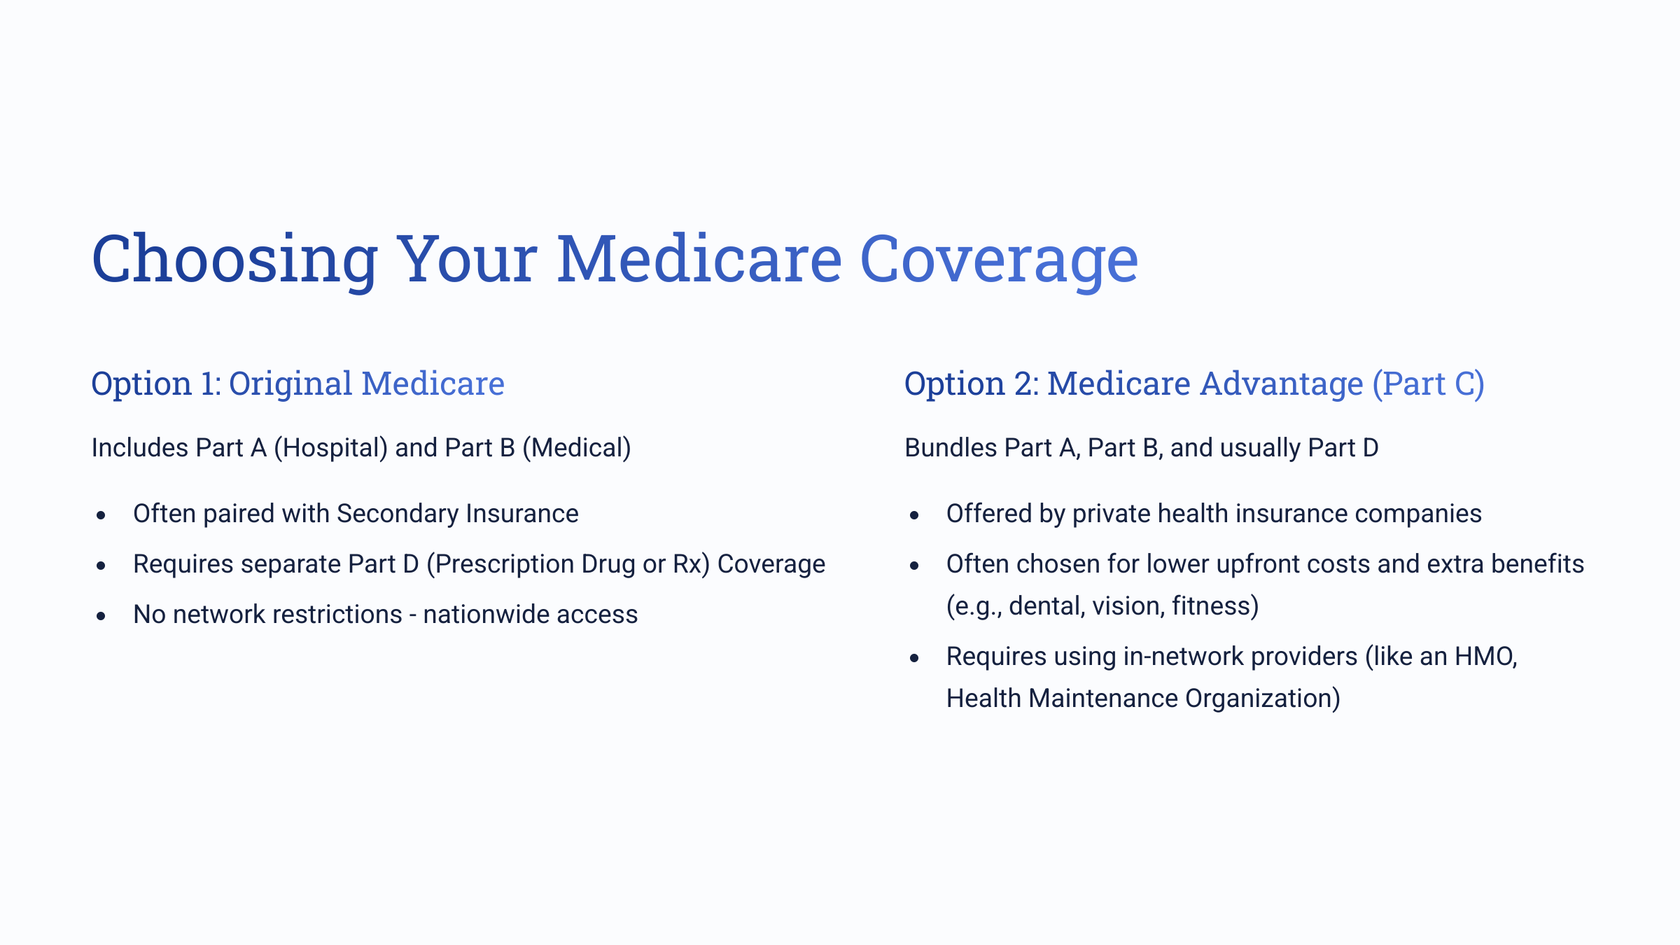 Choosing Your Medicare Coverage
Option 1: Original Medicare
Includes Part A (Hospital) and Part B (Medical)
• Often paired with Secondary Insurance
• Requires separate Part D (Prescription Drug or Rx) Coverage
• No network restrictions - nationwide access
Option 2: Medicare Advantage (Part C)
Bundles Part A, Part B, and usually Part D
• Offered by private health insurance companies
• Often chosen for lower upfront costs and extra benefits
(e.g., dental, vision, fitness)
• Requires using in-network providers (like an HMO,
Health Maintenance Organization)